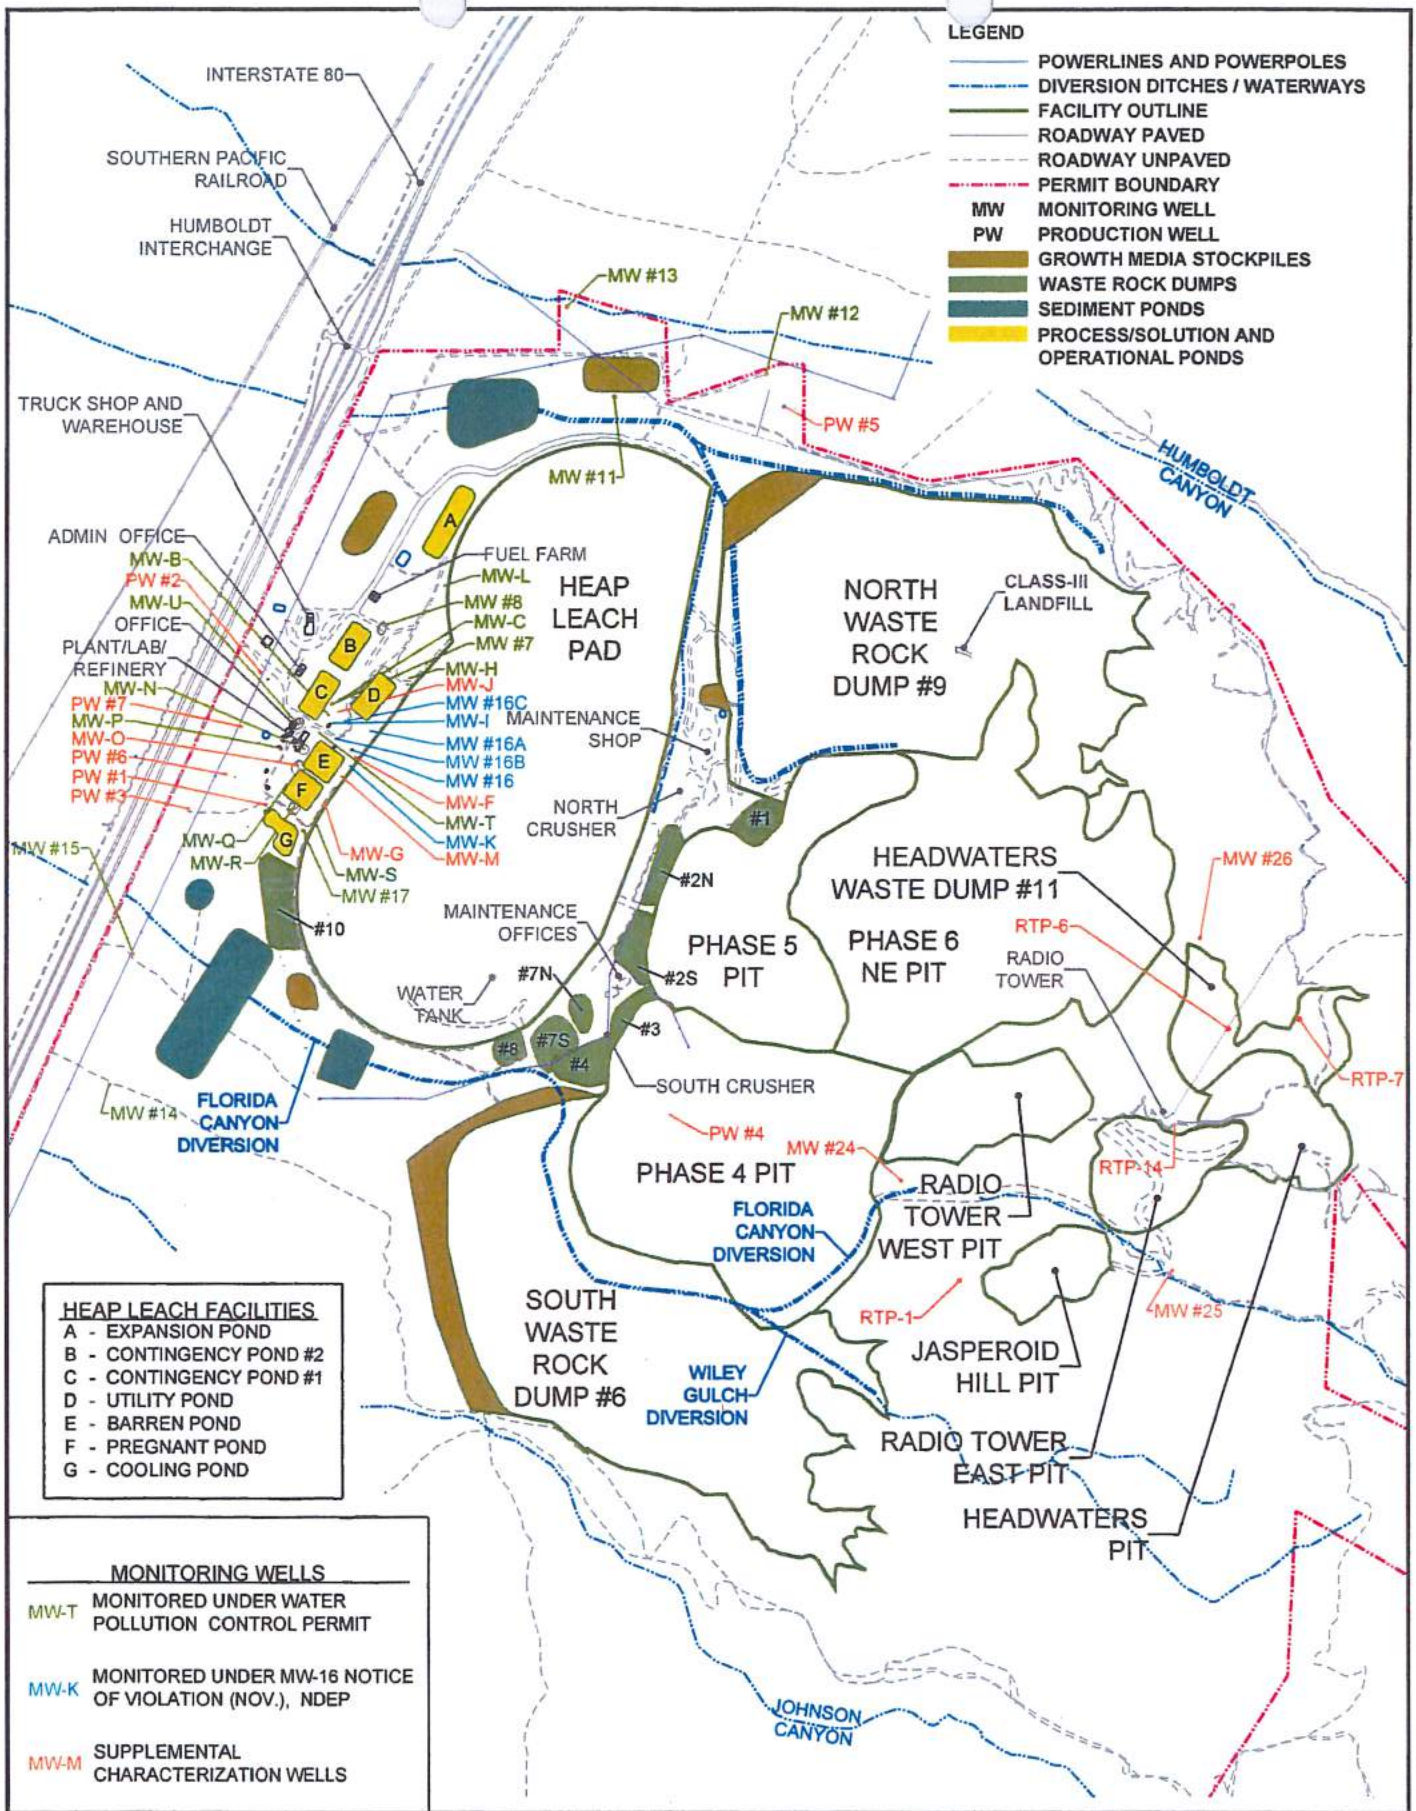 LEGEND
POWERLINES AND POWERPOLES
DIVERSION DITCHES / WATERWAYS
FACILITY OUTLINE
ROADWAY PAVED
ROADWAY UNPAVED
PERMIT BOUNDARY
MW MONITORING WELL
PW PRODUCTION WELL
GROWTH MEDIA STOCKPILES
WASTE ROCK DUMPS
SEDIMENT PONDS
PROCESS/SOLUTION AND
OPERATIONAL PONDS
INTERSTATE 80
SOUTHERN PACIFIC
RAILROAD
HUMBOLDT
INTERCHANGE
MW #13
MW #12
TRUCK SHOP AND
WAREHOUSE
PW #5
MW #11
HUMBOLDT
CANYON
A
ADMIN OFFICE
MW-B
PW #2
MW-U
OFFICE
PLANT/LAB/
REFINERY
MW-N
PW #7
MW-P
MW-O
PW #6
PW #1
PW #3
MW-Q
MW-R
MW #15
FUEL FARM
MW-L
MW #8
MW-C
MW #7
MW-H
MW-J
MW #16C
MW-I
MW #16A
MW #16B
MW #16
MW-F
MW-T
MW-K
MW-M
MW-G
MW-S
MW #17
B
C
D
E
F
G
HEAP
LEACH
PAD
NORTH
WASTE
ROCK
DUMP #9
CLASS-III
LANDFILL
MAINTENANCE
SHOP
NORTH
CRUSHER
#1
#2N
HEADWATERS
WASTE DUMP #11
MW #26
RTP-6
RADIO
TOWER
#10
MAINTENANCE
OFFICES
PHASE 5
PIT
PHASE 6
NE PIT
#7N
#2S
WATER
TANK
#3
#8
#7S
#4
SOUTH CRUSHER
RTP-7
MW #14
FLORIDA
CANYON
DIVERSION
PW #4
MW #24
PHASE 4 PIT
RTP-14
RADIO
TOWER
WEST PIT
FLORIDA
CANYON
DIVERSION
RTP-1
MW #25
JASPEROID
HILL PIT
SOUTH
WASTE
ROCK
DUMP #6
WILEY
GULCH
DIVERSION
RADIO TOWER
EAST PIT
HEADWATERS
PIT
HEAP LEACH FACILITIES
A - EXPANSION POND
B - CONTINGENCY POND #2
C - CONTINGENCY POND #1
D - UTILITY POND
E - BARREN POND
F - PREGNANT POND
G - COOLING POND
MONITORING WELLS
MW-T MONITORED UNDER WATER
POLLUTION CONTROL PERMIT
MW-K MONITORED UNDER MW-16 NOTICE
OF VIOLATION (NOV.), NDEP
MW-M SUPPLEMENTAL
CHARACTERIZATION WELLS
JOHNSON
CANYON